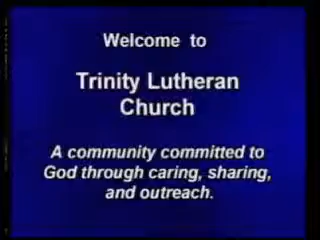 Welcome to
Trinity Lutheran
Church
A community committed to
God through caring, sharing,
and outreach.